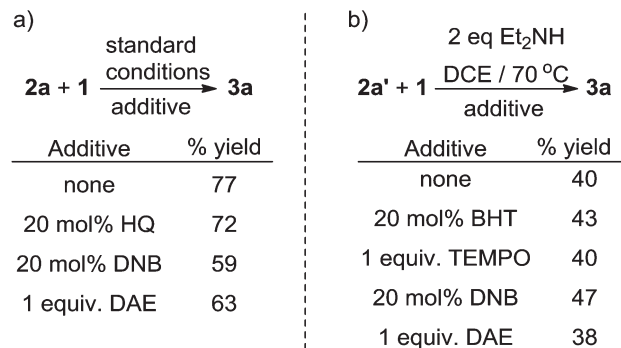 a)
standard
conditions
2a + 1 3a
additive
Additive % yield
none 77
20 mol% HQ 72
20 mol% DNB 59
1 equiv. DAE 63
b)
2 eq Et₂NH
DCE / 70 °C
2a' + 1 3a
additive
Additive % yield
none 40
20 mol% BHT 43
1 equiv. TEMPO 40
20 mol% DNB 47
1 equiv. DAE 38